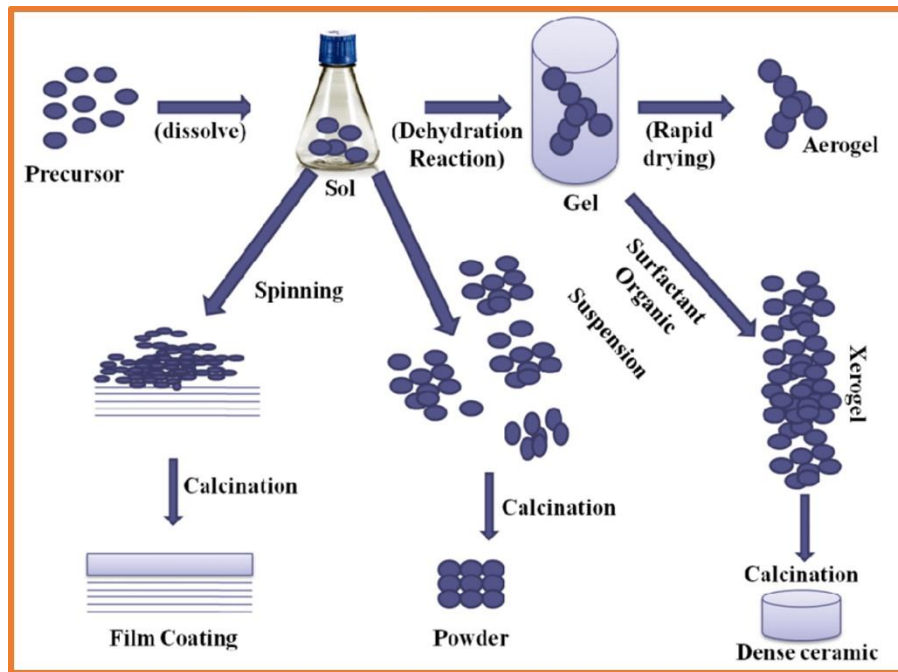 Precursor
(dissolve)
Sol
(Dehydration
Reaction)
Gel
(Rapid
drying)
Aerogel
Spinning
Suspension
Surfactant
Organic
Xerogel
Calcination
Calcination
Calcination
Film Coating
Powder
Dense ceramic